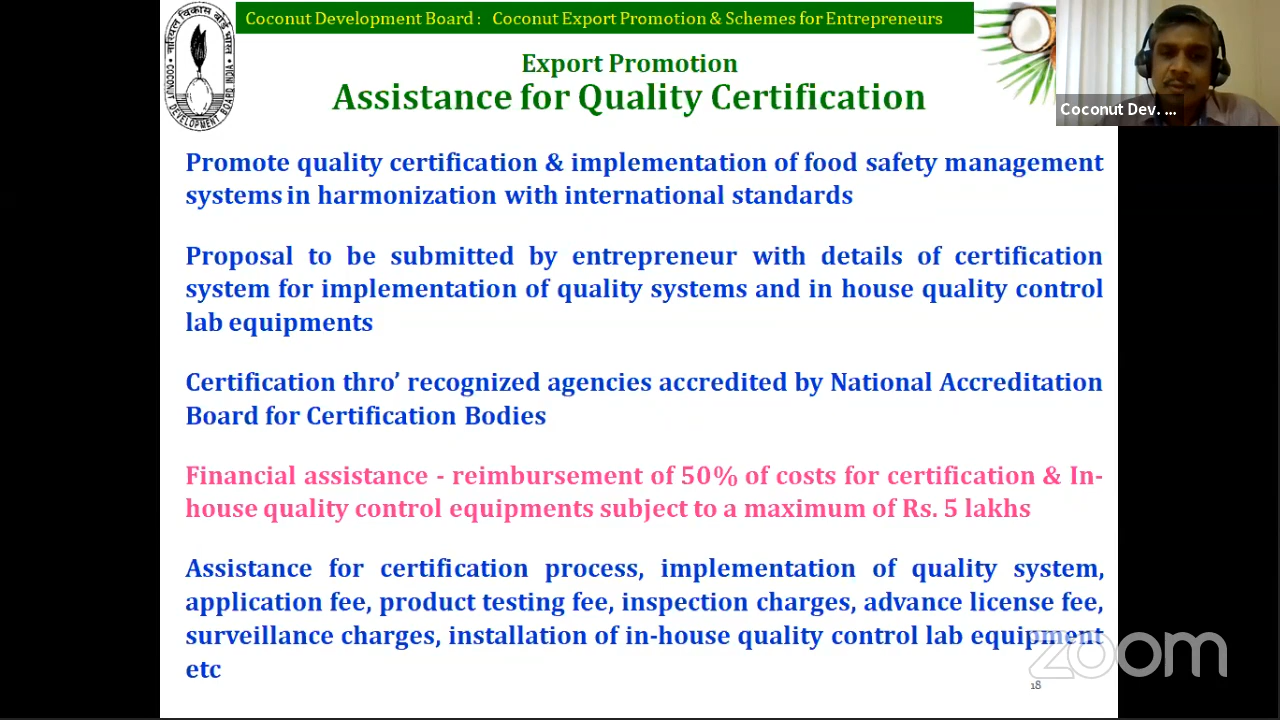 Coconut Development Board : Coconut Export Promotion & Schemes for Entrepreneurs
नारियल विकास बोर्ड भारत
COCONUT DEVELOPMENT BOARD INDIA
Export Promotion
Assistance for Quality Certification
Coconut Dev. ...
Promote quality certification & implementation of food safety management
systems in harmonization with international standards
Proposal to be submitted by entrepreneur with details of certification
system for implementation of quality systems and in house quality control
lab equipments
Certification thro’ recognized agencies accredited by National Accreditation
Board for Certification Bodies
Financial assistance - reimbursement of 50% of costs for certification & In-
house quality control equipments subject to a maximum of Rs. 5 lakhs
Assistance for certification process, implementation of quality system,
application fee, product testing fee, inspection charges, advance license fee,
surveillance charges, installation of in-house quality control lab equipment
etc
zoom
18